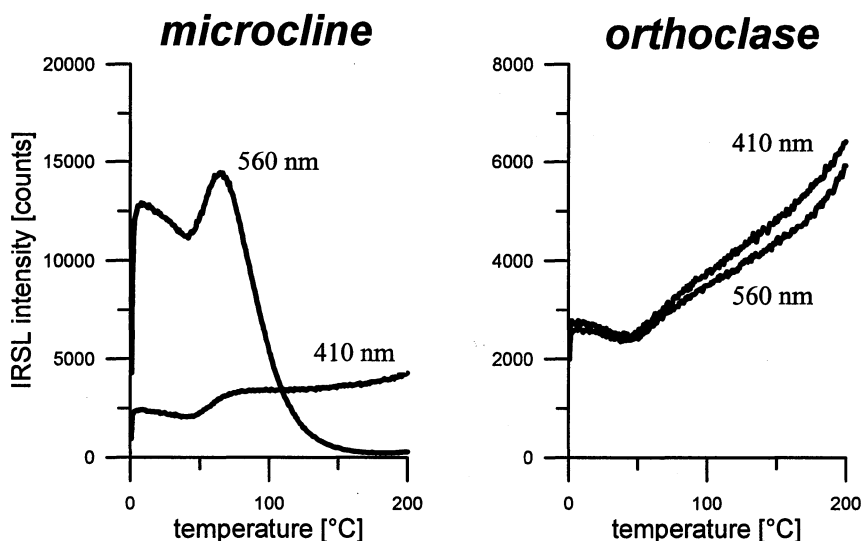 microcline
20000
15000
10000
5000
0
IRSL intensity [counts]
560 nm
410 nm
0
100
200
temperature [°C]
orthoclase
8000
6000
4000
2000
0
410 nm
560 nm
0
100
200
temperature [°C]